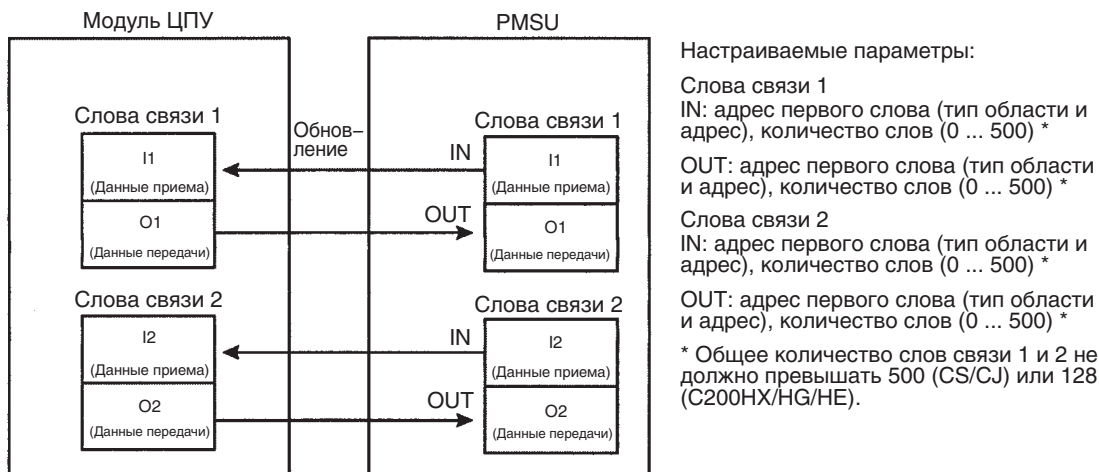 Модуль ЦПУ
PMSU
Слова связи 1
I1
(Данные приема)
O1
(Данные передачи)
Слова связи 2
I2
(Данные приема)
O2
(Данные передачи)
Обнов–
ление
IN
OUT
IN
OUT
Слова связи 1
I1
(Данные приема)
O1
(Данные передачи)
Слова связи 2
I2
(Данные приема)
O2
(Данные передачи)
Настраиваемые параметры:
Слова связи 1
IN: адрес первого слова (тип области и
адрес), количество слов (0 ... 500) *
OUT: адрес первого слова (тип области
и адрес), количество слов (0 ... 500) *
Слова связи 2
IN: адрес первого слова (тип области и
адрес), количество слов (0 ... 500) *
OUT: адрес первого слова (тип области
и адрес), количество слов (0 ... 500) *
* Общее количество слов связи 1 и 2 не
должно превышать 500 (CS/CJ) или 128
(C200HX/HG/HE).